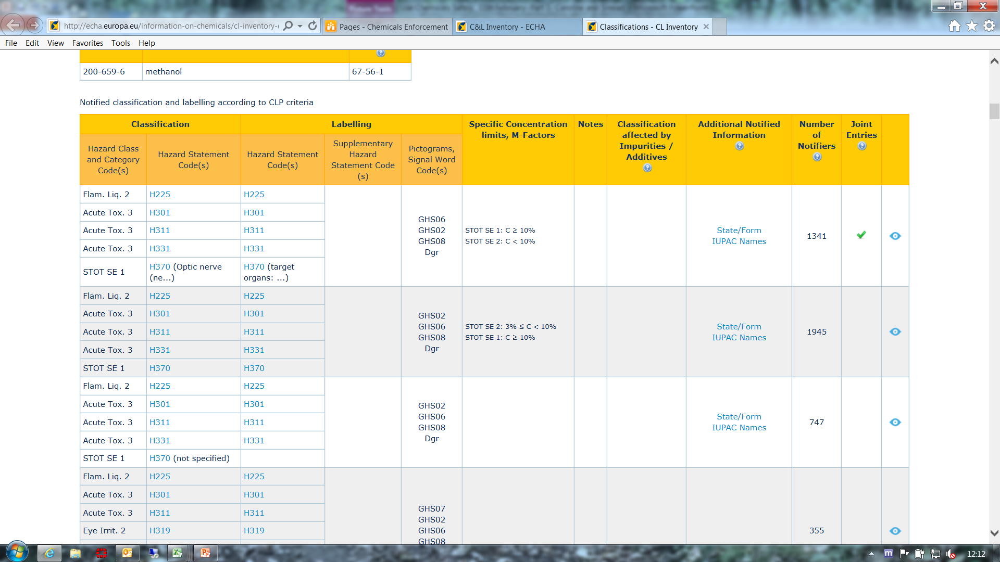 http://echa.europa.eu/information-on-chemicals/cl-inventory-
Pages - Chemicals Enforcement
C&L Inventory - ECHA
Classifications - CL Inventory
File Edit View Favorites Tools Help
200-659-6 methanol 67-56-1
Notified classification and labelling according to CLP criteria
Classification Labelling
Specific Concentration
limits, M-Factors
Notes
Classification
affected by
Impurities /
Additives
Additional Notified
Information
Number
of
Notifiers
Joint
Entries
Hazard Class
and Category
Code(s)
Hazard Statement
Code(s)
Hazard Statement
Code(s)
Supplementary
Hazard
Statement Code
(s)
Pictograms,
Signal Word
Code(s)
Flam. Liq. 2 H225 H225
Acute Tox. 3 H301 H301
Acute Tox. 3 H311 H311
Acute Tox. 3 H331 H331
STOT SE 1
H370 (Optic nerve
(ne...)
H370 (target
organs: ...)
GHS06
GHS02
GHS08
Dgr
STOT SE 1: C ≥ 10%
STOT SE 2: C < 10%
State/Form
IUPAC Names
1341
Flam. Liq. 2 H225 H225
Acute Tox. 3 H301 H301
Acute Tox. 3 H311 H311
Acute Tox. 3 H331 H331
STOT SE 1 H370 H370
GHS02
GHS06
GHS08
Dgr
STOT SE 2: 3% ≤ C < 10%
STOT SE 1: C ≥ 10%
State/Form
IUPAC Names
1945
Flam. Liq. 2 H225 H225
Acute Tox. 3 H301 H301
Acute Tox. 3 H311 H311
Acute Tox. 3 H331 H331
STOT SE 1 H370 (not specified)
GHS02
GHS06
GHS08
Dgr
State/Form
IUPAC Names
747
Flam. Liq. 2 H225 H225
Acute Tox. 3 H301 H301
Acute Tox. 3 H311 H311
Eye Irrit. 2 H319 H319
GHS07
GHS02
GHS06
GHS08
355
12:12